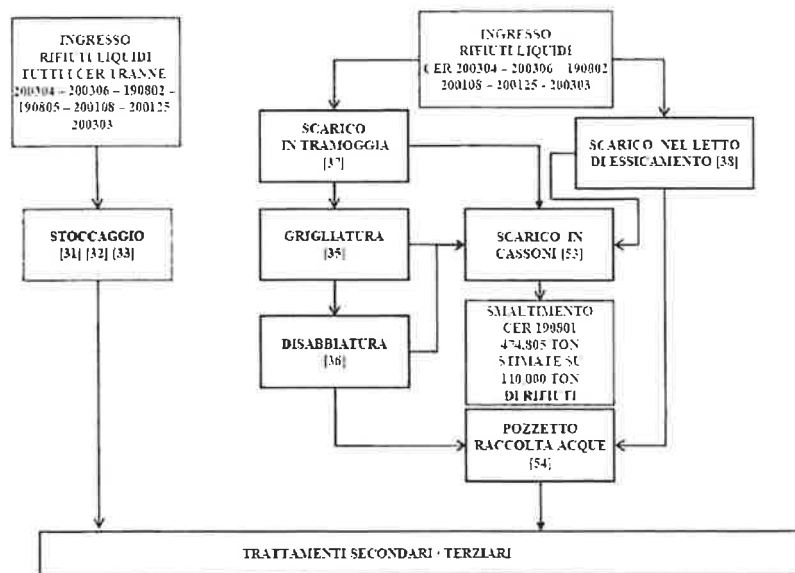 INGRESSO
RIFIUTI LIQUIDI
TUTTI I CER TRANNE
200304 – 200306 – 190802 –
190805 – 200108 – 200125
200303
STOCCAGGIO
[31] [32] [33]
INGRESSO
RIFIUTI LIQUIDI
CER 200304 – 200306 – 190802
200108 – 200125 - 200303
SCARICO
IN TRAMOGGIA
[37]
SCARICO NEL LETTO
DI ESSICAMENTO [38]
GRIGLIATURA
[35]
SCARICO IN
CASSONI [53]
DISABBIATURA
[36]
SMALTIMENTO
CER 190801
474,805 TON
STIMATE SU
110.000 TON
DI RIFIUTI
POZZETTO
RACCOLTA ACQUE
[54]
TRATTAMENTI SECONDARI / TERZIARI